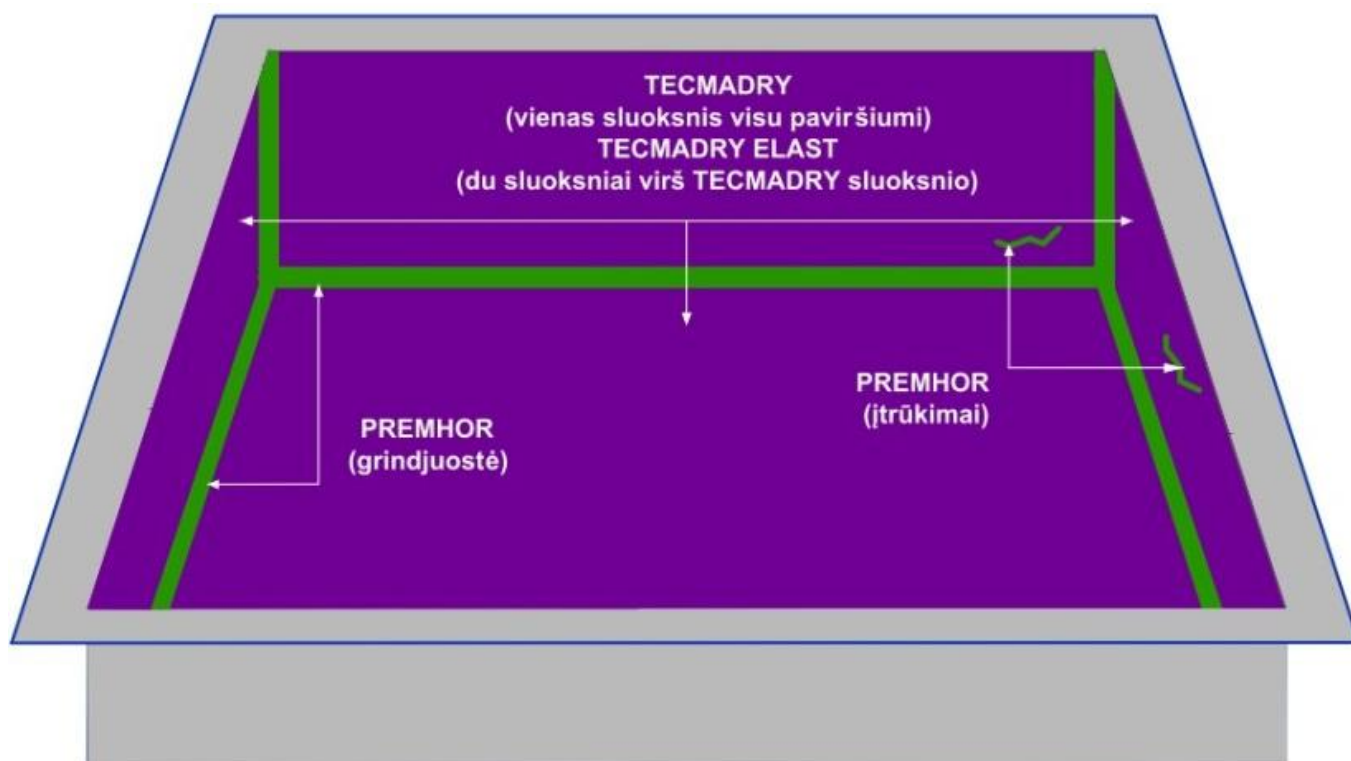 TECMADRY
(vienas sluoksnis visu paviršiumi)
TECMADRY ELAST
(du sluoksniai virš TECMADRY sluoksnio)
PREMHOR
(įtrūkimai)
PREMHOR
(grindjuostė)